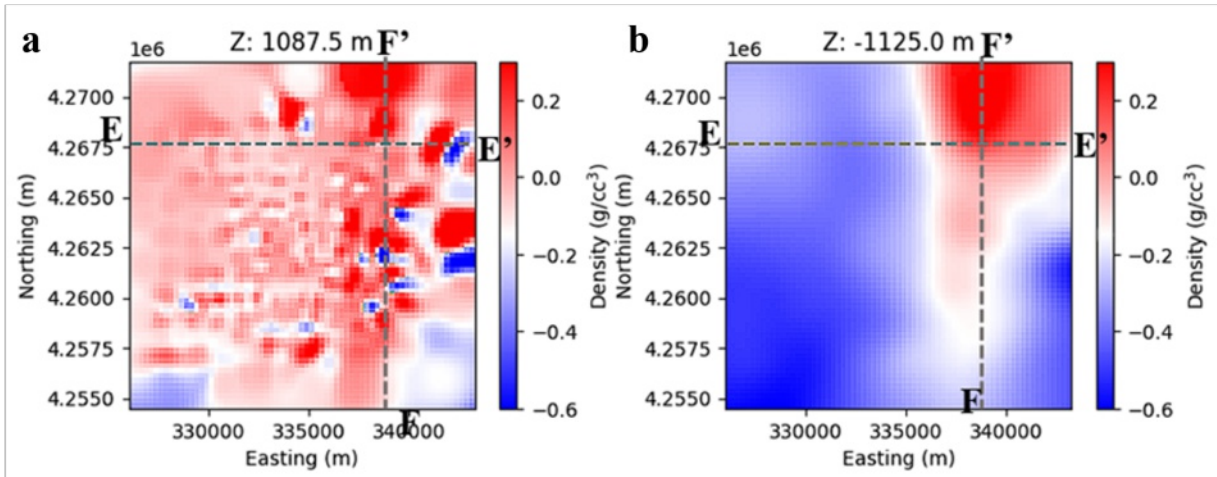 a
1e6
Z: 1087.5 m
F'
4.2700
4.2675
4.2650
4.2625
4.2600
4.2575
4.2550
Northing (m)
E
E'
F
330000
335000
340000
Easting (m)
0.2
0.0
−0.2
−0.4
−0.6
Density (g/cc³)
b
1e6
Z: -1125.0 m
F'
4.2700
4.2675
4.2650
4.2625
4.2600
4.2575
4.2550
Northing (m)
E
E'
F
330000
335000
340000
Easting (m)
0.2
0.0
−0.2
−0.4
−0.6
Density (g/cc³)